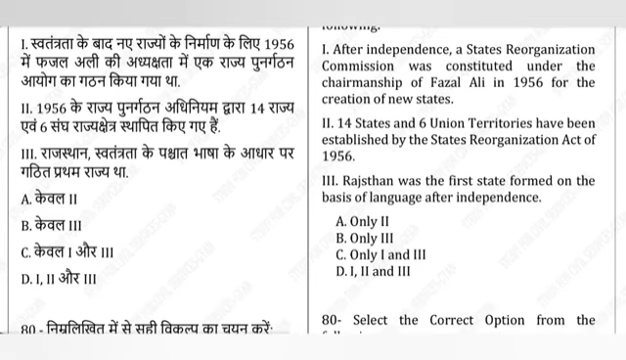 I. स्वतंत्रता के बाद नए राज्यों के निर्माण के लिए 1956
में फजल अली की अध्यक्षता में एक राज्य पुनर्गठन
आयोग का गठन किया गया था.
II. 1956 के राज्य पुनर्गठन अधिनियम द्वारा 14 राज्य
एवं 6 संघ राज्यक्षेत्र स्थापित किए गए हैं.
III. राजस्थान, स्वतंत्रता के पश्चात भाषा के आधार पर
गठित प्रथम राज्य था.
A. केवल II
B. केवल III
C. केवल I और III
D. I, II और III
80 - निम्नलिखित में से सही विकल्प का चयन करें:
following.
I. After independence, a States Reorganization
Commission was constituted under the
chairmanship of Fazal Ali in 1956 for the
creation of new states.
II. 14 States and 6 Union Territories have been
established by the States Reorganization Act of
1956.
III. Rajsthan was the first state formed on the
basis of language after independence.
A. Only II
B. Only III
C. Only I and III
D. I, II and III
80- Select the Correct Option from the